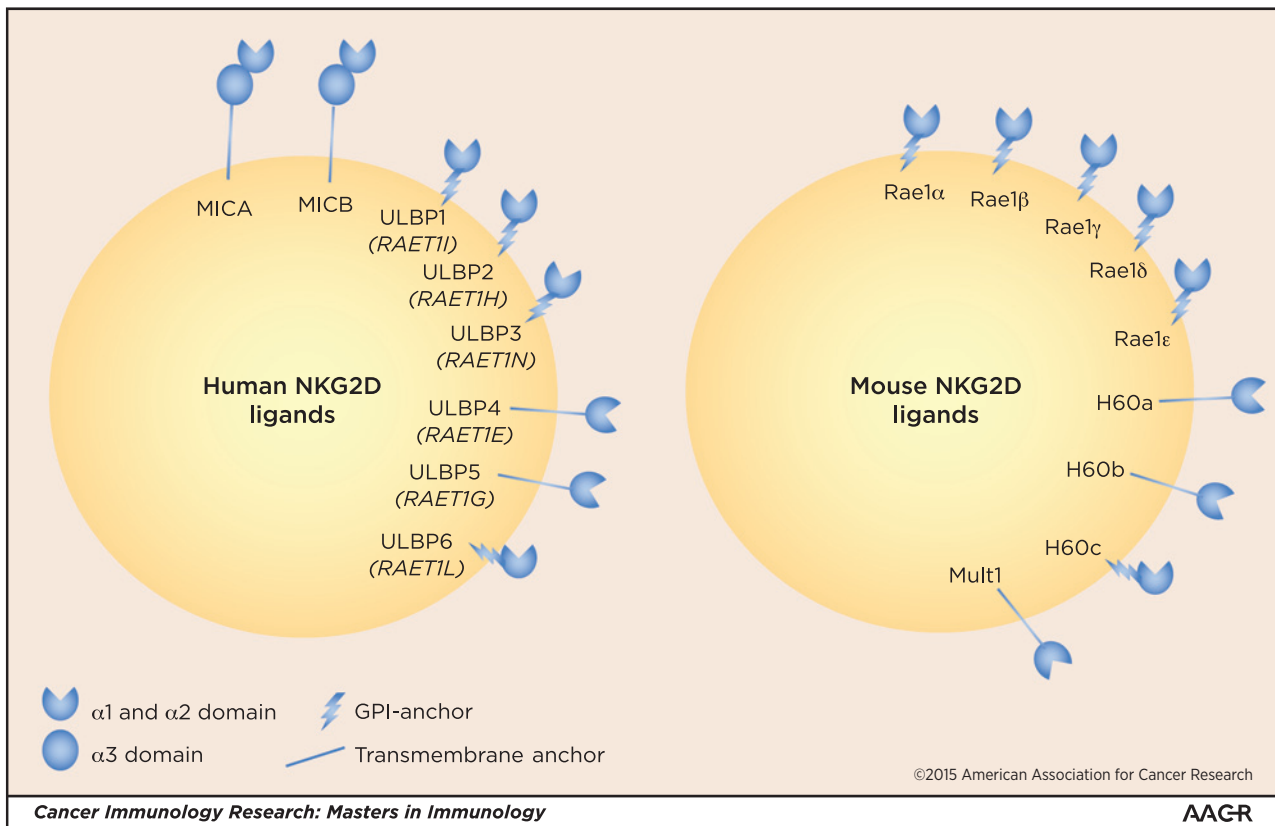 MICA
MICB
ULBP1
(RAET1I)
ULBP2
(RAET1H)
ULBP3
(RAET1N)
Human NKG2D
ligands
ULBP4
(RAET1E)
ULBP5
(RAET1G)
ULBP6
(RAET1L)
Rae1α
Rae1β
Rae1γ
Rae1δ
Rae1ε
Mouse NKG2D
ligands
H60a
H60b
H60c
Mult1
α1 and α2 domain
GPI-anchor
α3 domain
Transmembrane anchor
©2015 American Association for Cancer Research
Cancer Immunology Research: Masters in Immunology
AACR